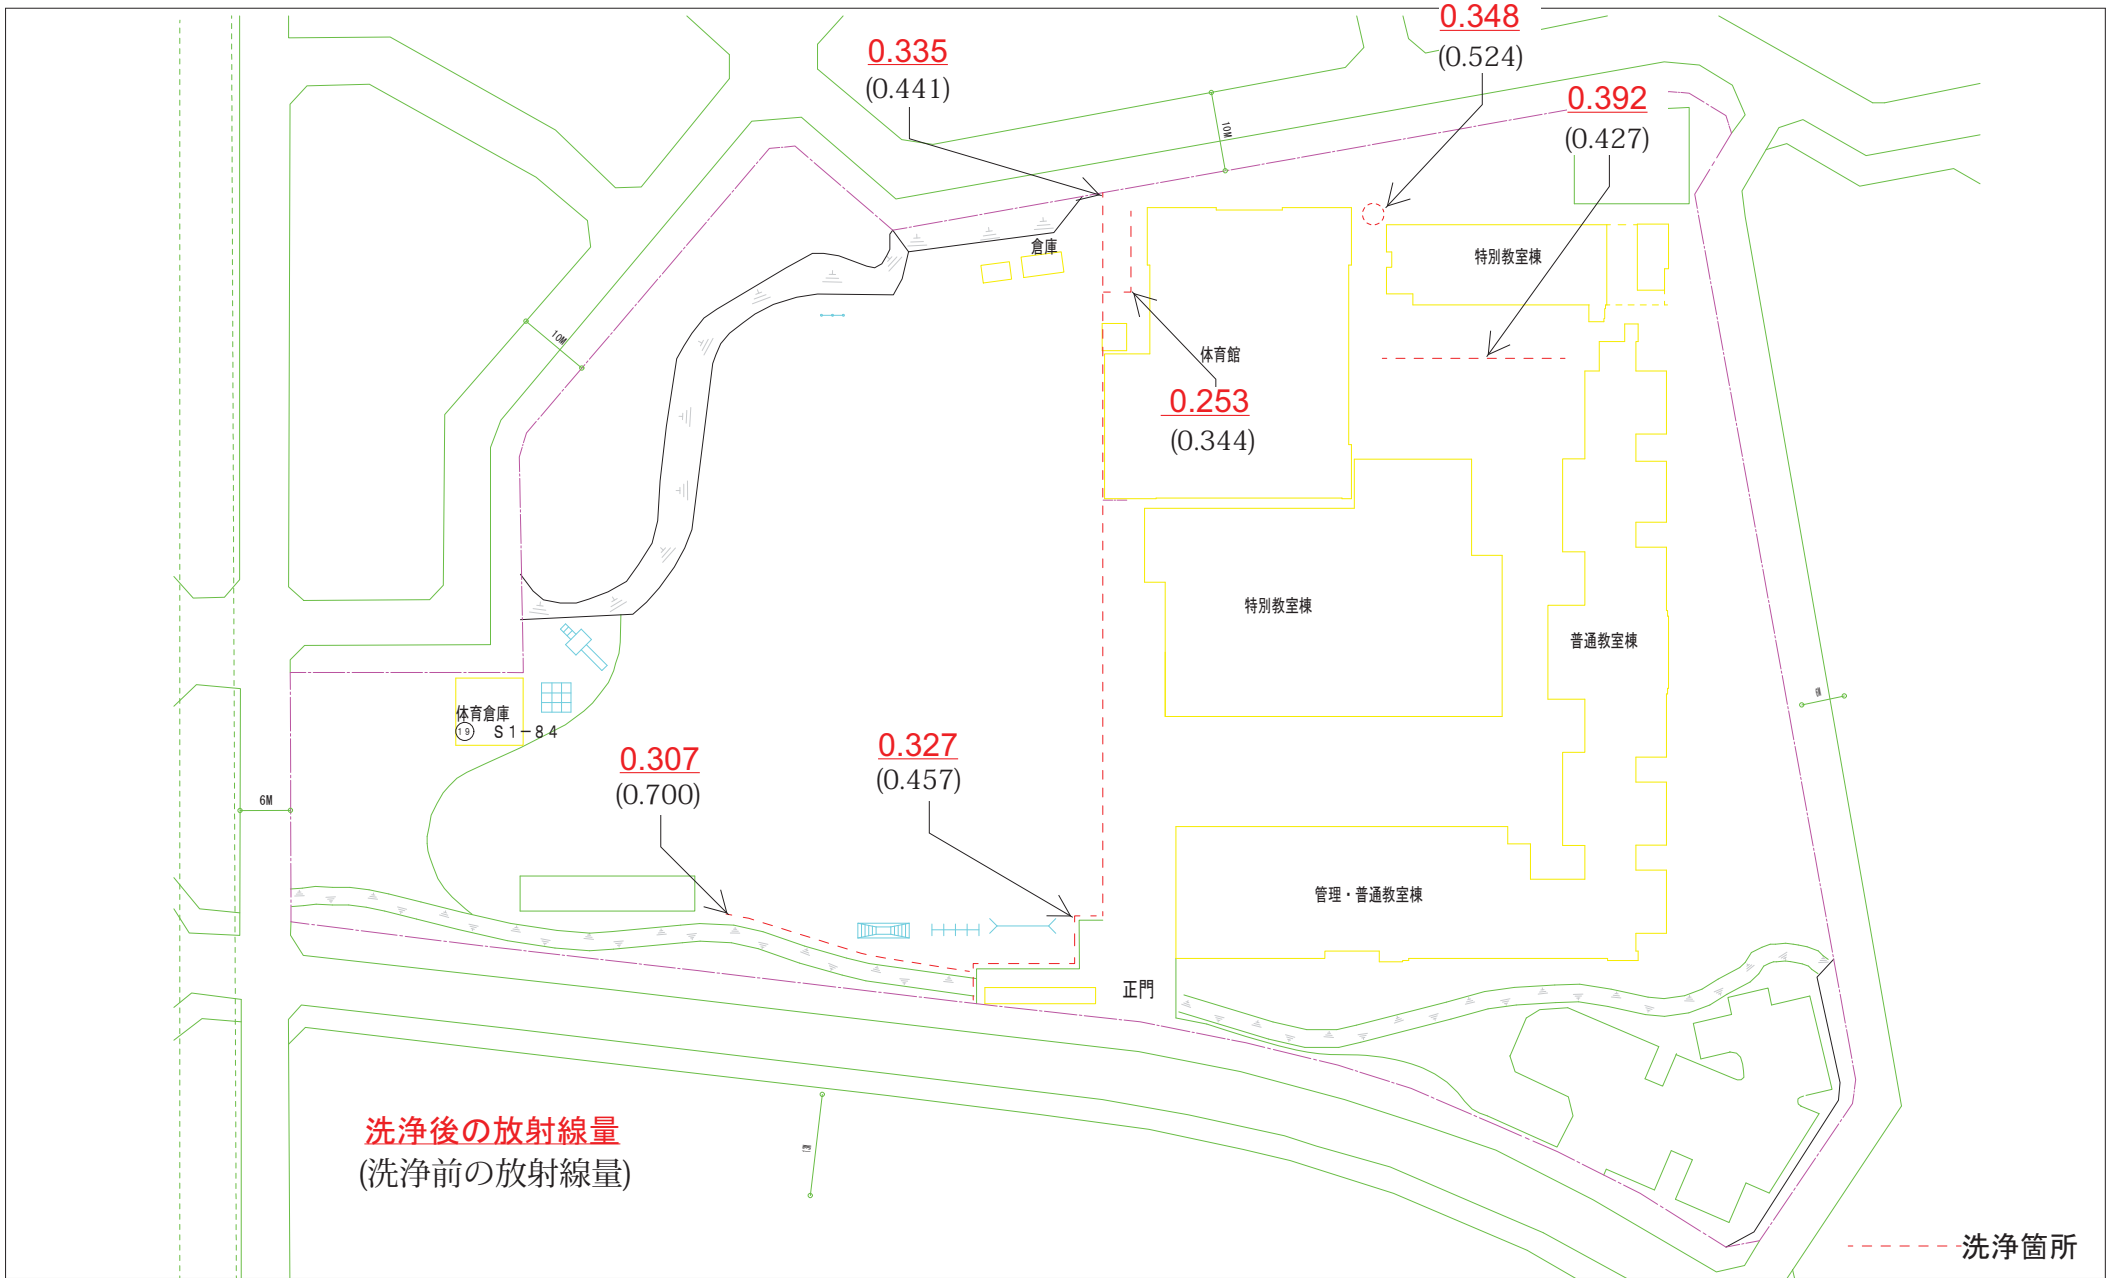 0.348
(0.524)
0.335
(0.441)
0.392
(0.427)
10M
倉庫
特別教室棟
10M
体育館
0.253
(0.344)
特別教室棟
普通教室棟
体育倉庫
19 S1-84
0.307
(0.700)
0.327
(0.457)
6M
管理・普通教室棟
正門
洗浄後の放射線量
(洗浄前の放射線量)
洗浄箇所